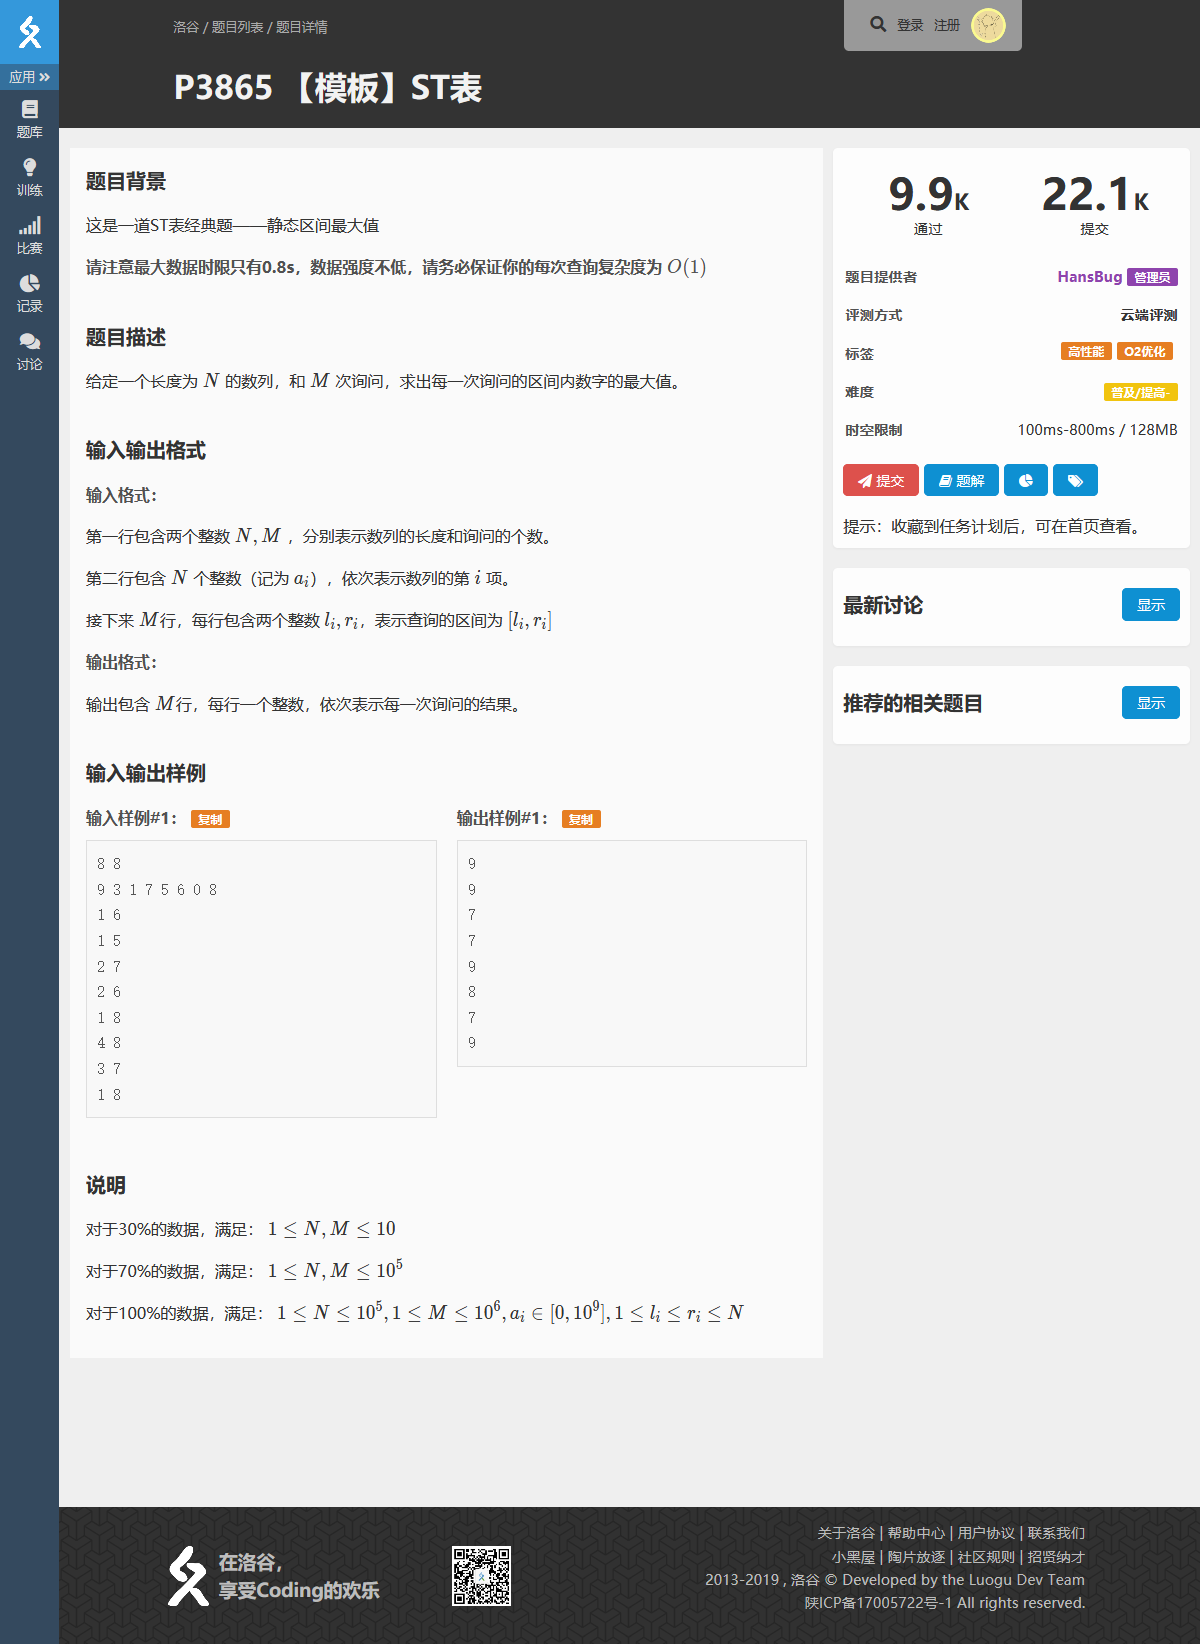 洛谷 / 题目列表 / 题目详情
登录 注册
P3865 【模板】ST表
应用
题库
训练
比赛
记录
讨论
题目背景
这是一道ST表经典题——静态区间最大值
请注意最大数据时限只有0.8s，数据强度不低，请务必保证你的每次查询复杂度为 O(1)
题目描述
给定一个长度为 N 的数列，和 M 次询问，求出每一次询问的区间内数字的最大值。
输入输出格式
输入格式：
第一行包含两个整数 N, M ，分别表示数列的长度和询问的个数。
第二行包含 N 个整数（记为 a_i），依次表示数列的第 i 项。
接下来 M行，每行包含两个整数 l_i, r_i，表示查询的区间为 [l_i, r_i]
输出格式：
输出包含 M行，每行一个整数，依次表示每一次询问的结果。
输入输出样例
输入样例#1： 复制
8 8
9 3 1 7 5 6 0 8
1 6
1 5
2 7
2 6
1 8
4 8
3 7
1 8
输出样例#1： 复制
9
9
7
7
9
8
7
9
说明
对于30%的数据，满足： 1 ≤ N, M ≤ 10
对于70%的数据，满足： 1 ≤ N, M ≤ 10^5
对于100%的数据，满足： 1 ≤ N ≤ 10^5, 1 ≤ M ≤ 10^6, a_i ∈ [0, 10^9], 1 ≤ l_i ≤ r_i ≤ N
9.9K
通过
22.1K
提交
题目提供者 HansBug 管理员
评测方式 云端评测
标签 高性能 O2优化
难度 普及/提高-
时空限制 100ms-800ms / 128MB
提交 题解
提示：收藏到任务计划后，可在首页查看。
最新讨论 显示
推荐的相关题目 显示
在洛谷，
享受Coding的欢乐
关于洛谷 | 帮助中心 | 用户协议 | 联系我们
小黑屋 | 陶片放逐 | 社区规则 | 招贤纳才
2013-2019 , 洛谷 © Developed by the Luogu Dev Team
陕ICP备17005722号-1 All rights reserved.